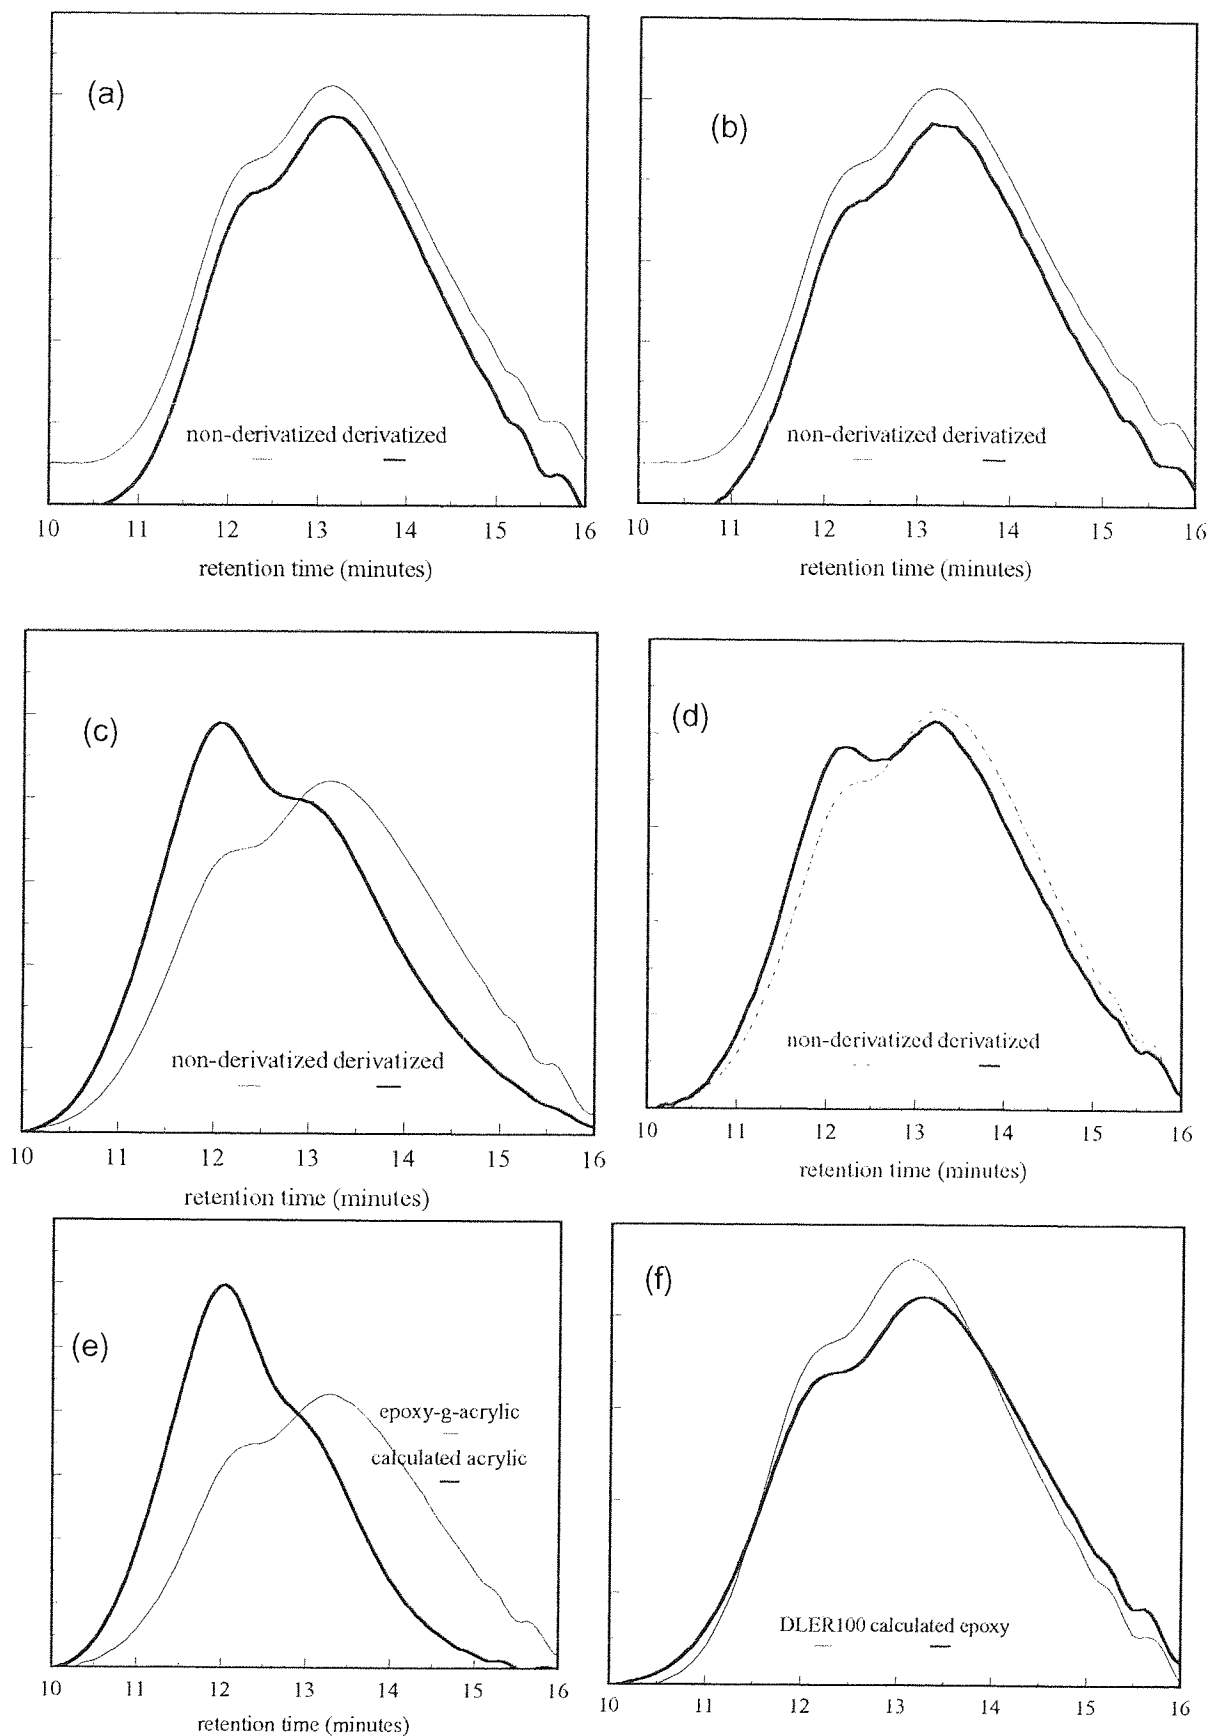 (a)
non-derivatized derivatized
10 11 12 13 14 15 16
retention time (minutes)
(b)
non-derivatized derivatized
10 11 12 13 14 15 16
retention time (minutes)
(c)
non-derivatized derivatized
10 11 12 13 14 15 16
retention time (minutes)
(d)
non-derivatized derivatized
10 11 12 13 14 15 16
retention time (minutes)
(e)
epoxy-g-acrylic
calculated acrylic
10 11 12 13 14 15 16
retention time (minutes)
(f)
DLER100 calculated epoxy
10 11 12 13 14 15 16